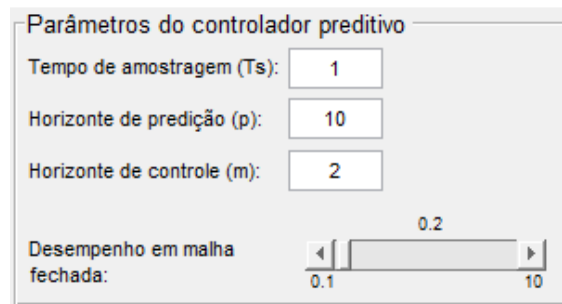 Parâmetros do controlador preditivo
Tempo de amostragem (Ts): 1
Horizonte de predição (p): 10
Horizonte de controle (m): 2
0.2
Desempenho em malha
fechada:
0.1 10